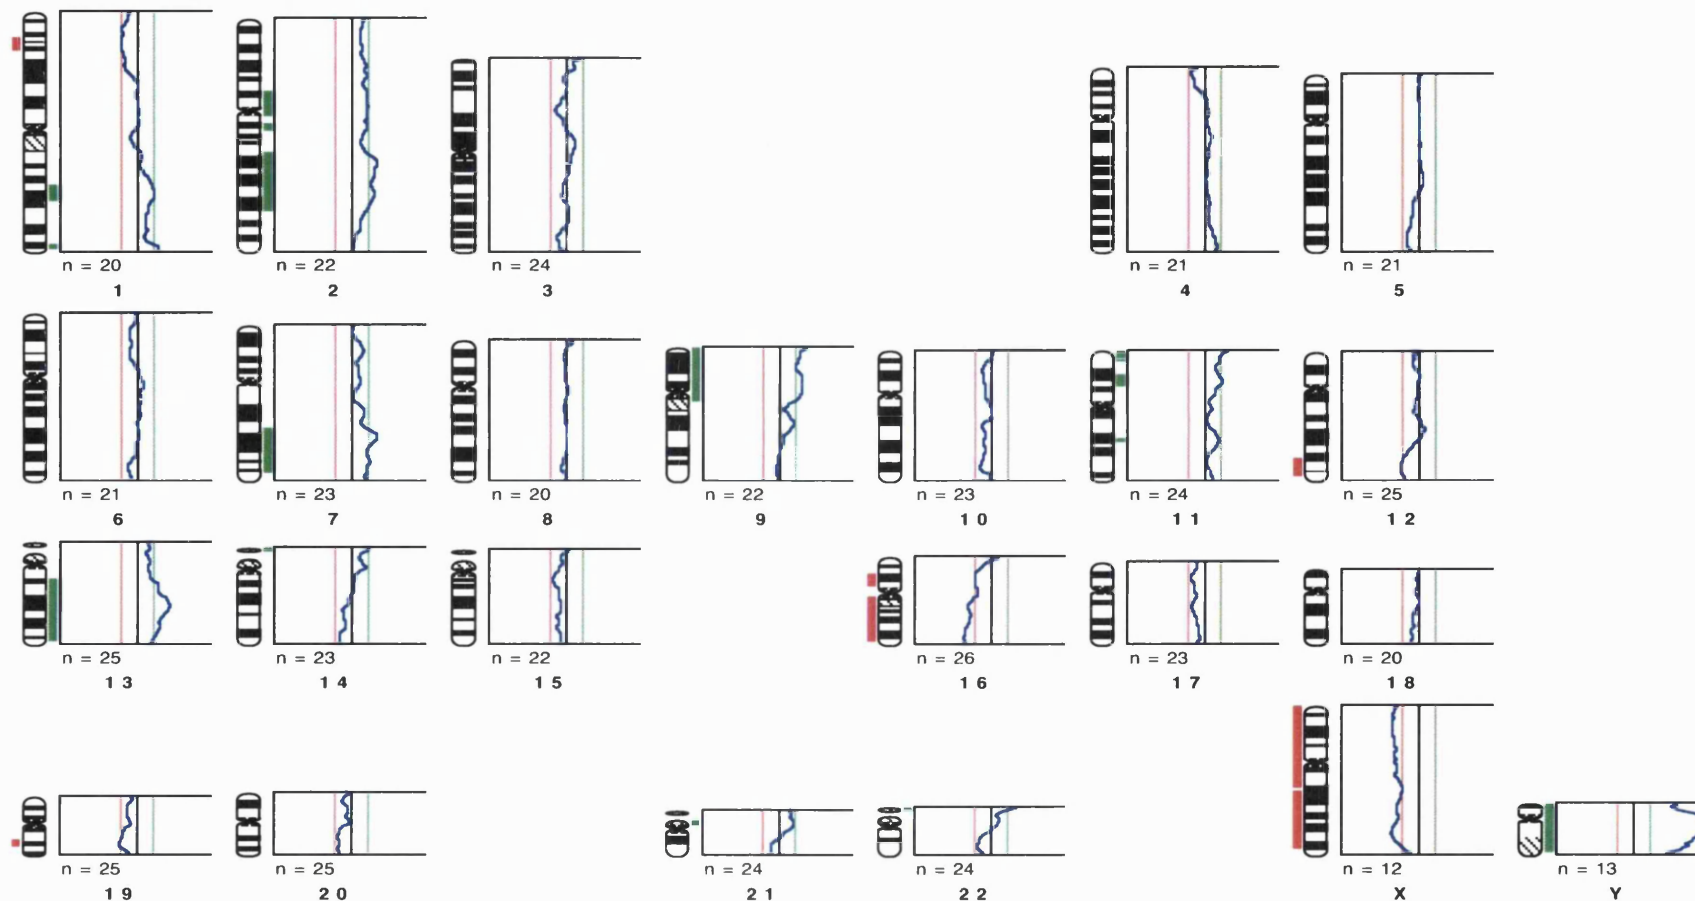 n = 20 n = 22 n = 24 n = 21 n = 21
1 2 3 4 5
n = 21 n = 23 n = 20 n = 22 n = 23 n = 24 n = 25
6 7 8 9 10 11 12
n = 25 n = 23 n = 22 n = 26 n = 23 n = 20
13 14 15 16 17 18
n = 25 n = 25 n = 24 n = 24 n = 12 n = 13
19 20 21 22 X Y